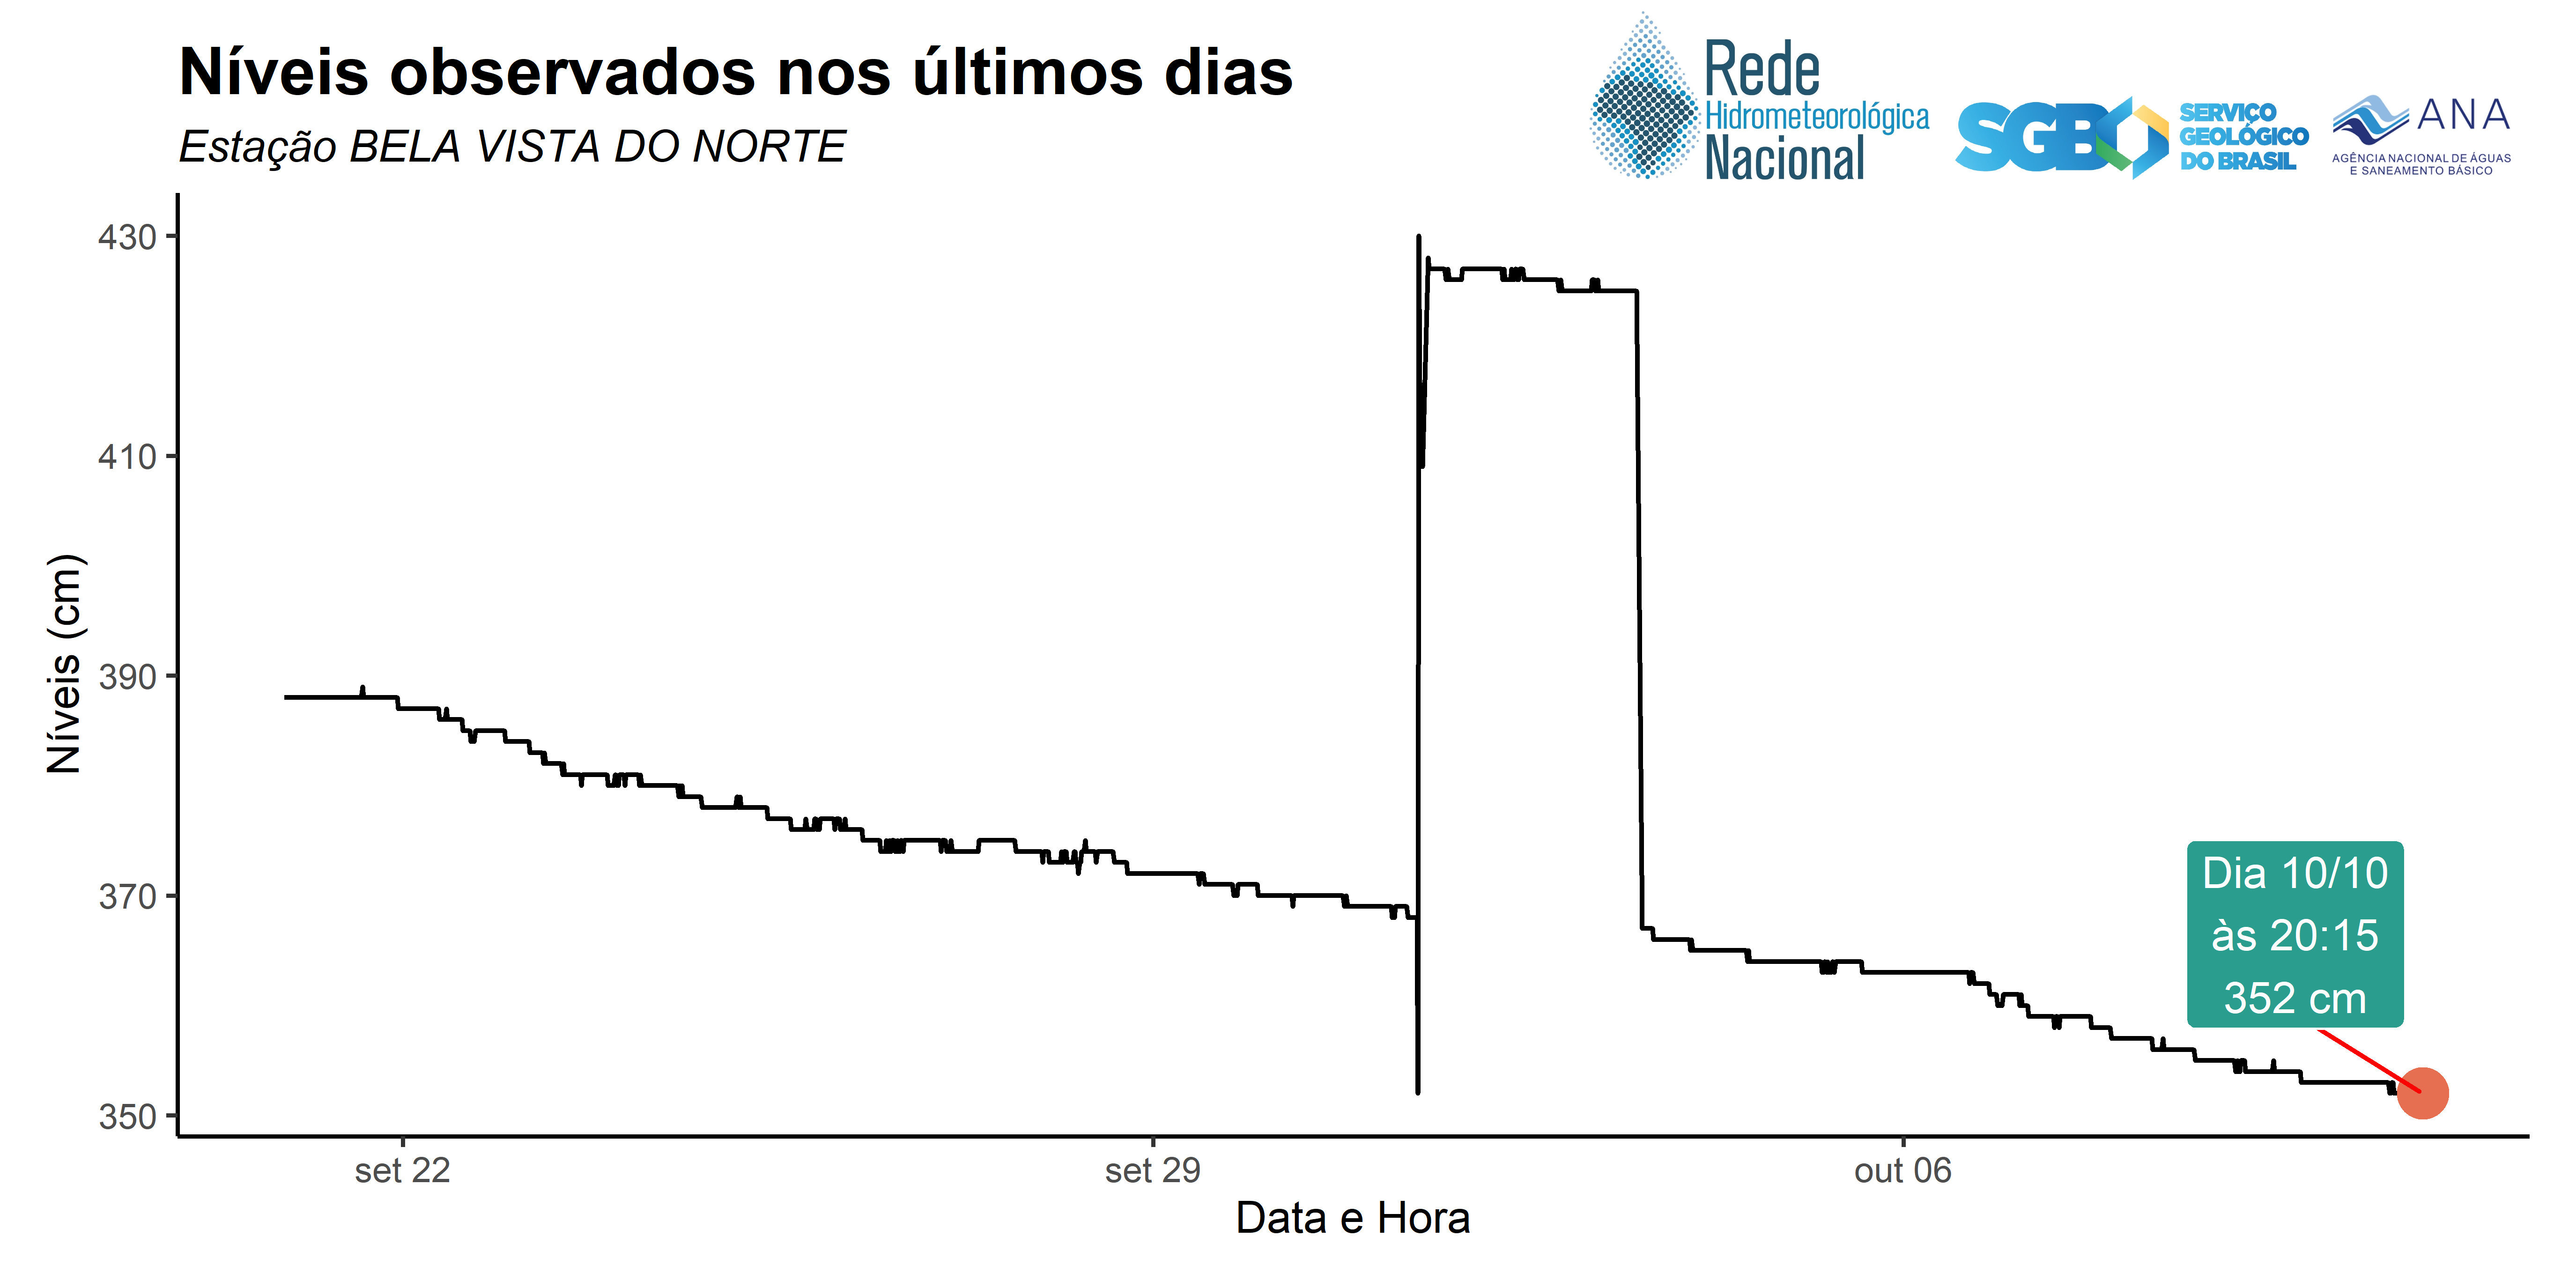 Níveis observados nos últimos dias
Estação BELA VISTA DO NORTE
Rede
Hidrometeorológica
Nacional
SGB
SERVIÇO
GEOLÓGICO
DO BRASIL
ANA
AGÊNCIA NACIONAL DE ÁGUAS
E SANEAMENTO BÁSICO
Níveis (cm)
430
410
390
370
350
Dia 10/10
às 20:15
352 cm
set 22
set 29
out 06
Data e Hora